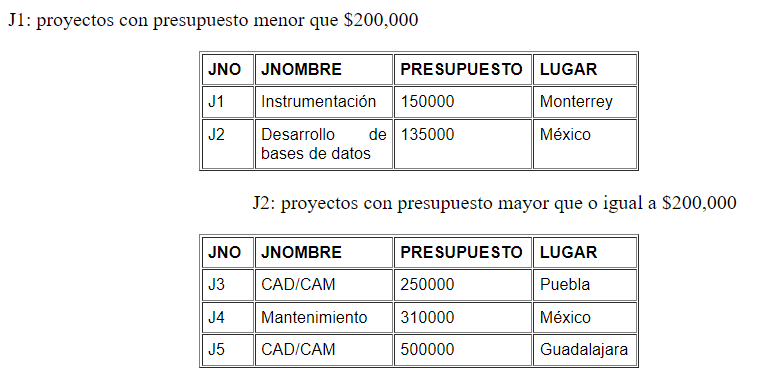 J1: proyectos con presupuesto menor que $200,000
JNO JNOMBRE PRESUPUESTO LUGAR
J1 Instrumentación 150000 Monterrey
J2 Desarrollo de 135000 México
bases de datos
J2: proyectos con presupuesto mayor que o igual a $200,000
JNO JNOMBRE PRESUPUESTO LUGAR
J3 CAD/CAM 250000 Puebla
J4 Mantenimiento 310000 México
J5 CAD/CAM 500000 Guadalajara